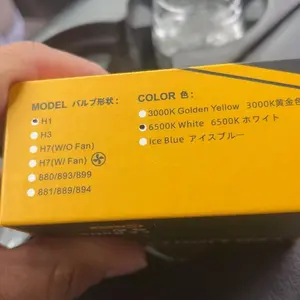 MODEL バルブ形状:
H1
H3
H7(W/O Fan)
H7(W/ Fan)
880/893/899
881/889/894
COLOR 色:
3000K Golden Yellow 3000K黄金色
6500K White 6500K ホワイト
Ice Blue アイスブルー